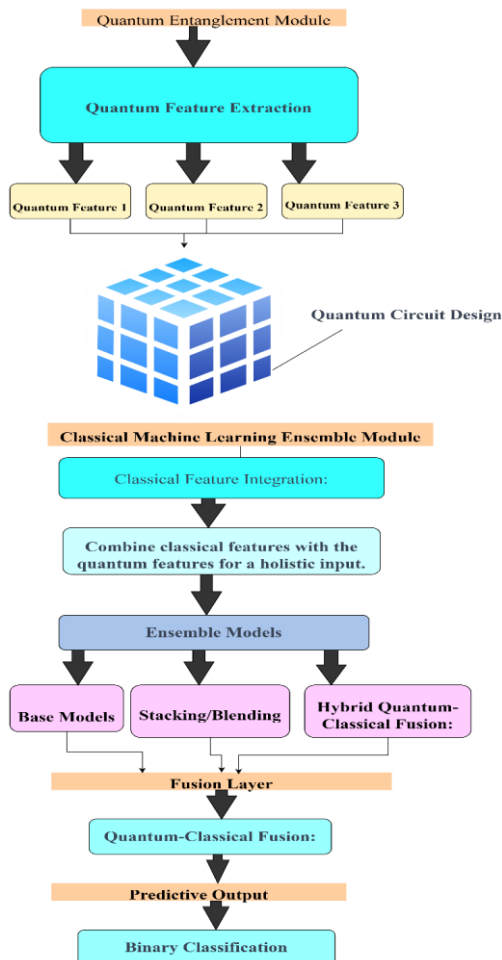 Quantum Entanglement Module
Quantum Feature Extraction
Quantum Feature 1
Quantum Feature 2
Quantum Feature 3
Quantum Circuit Design
Classical Machine Learning Ensemble Module
Classical Feature Integration:
Combine classical features with the
quantum features for a holistic input.
Ensemble Models
Base Models
Stacking/Blending
Hybrid Quantum-
Classical Fusion:
Fusion Layer
Quantum-Classical Fusion:
Predictive Output
Binary Classification